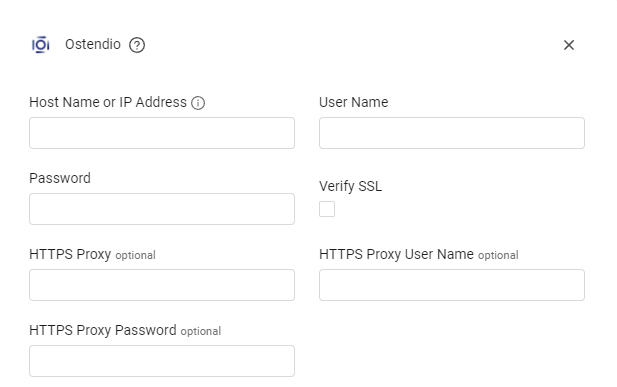 Ostendio
Host Name or IP Address
User Name
Password
Verify SSL
HTTPS Proxy optional
HTTPS Proxy User Name optional
HTTPS Proxy Password optional